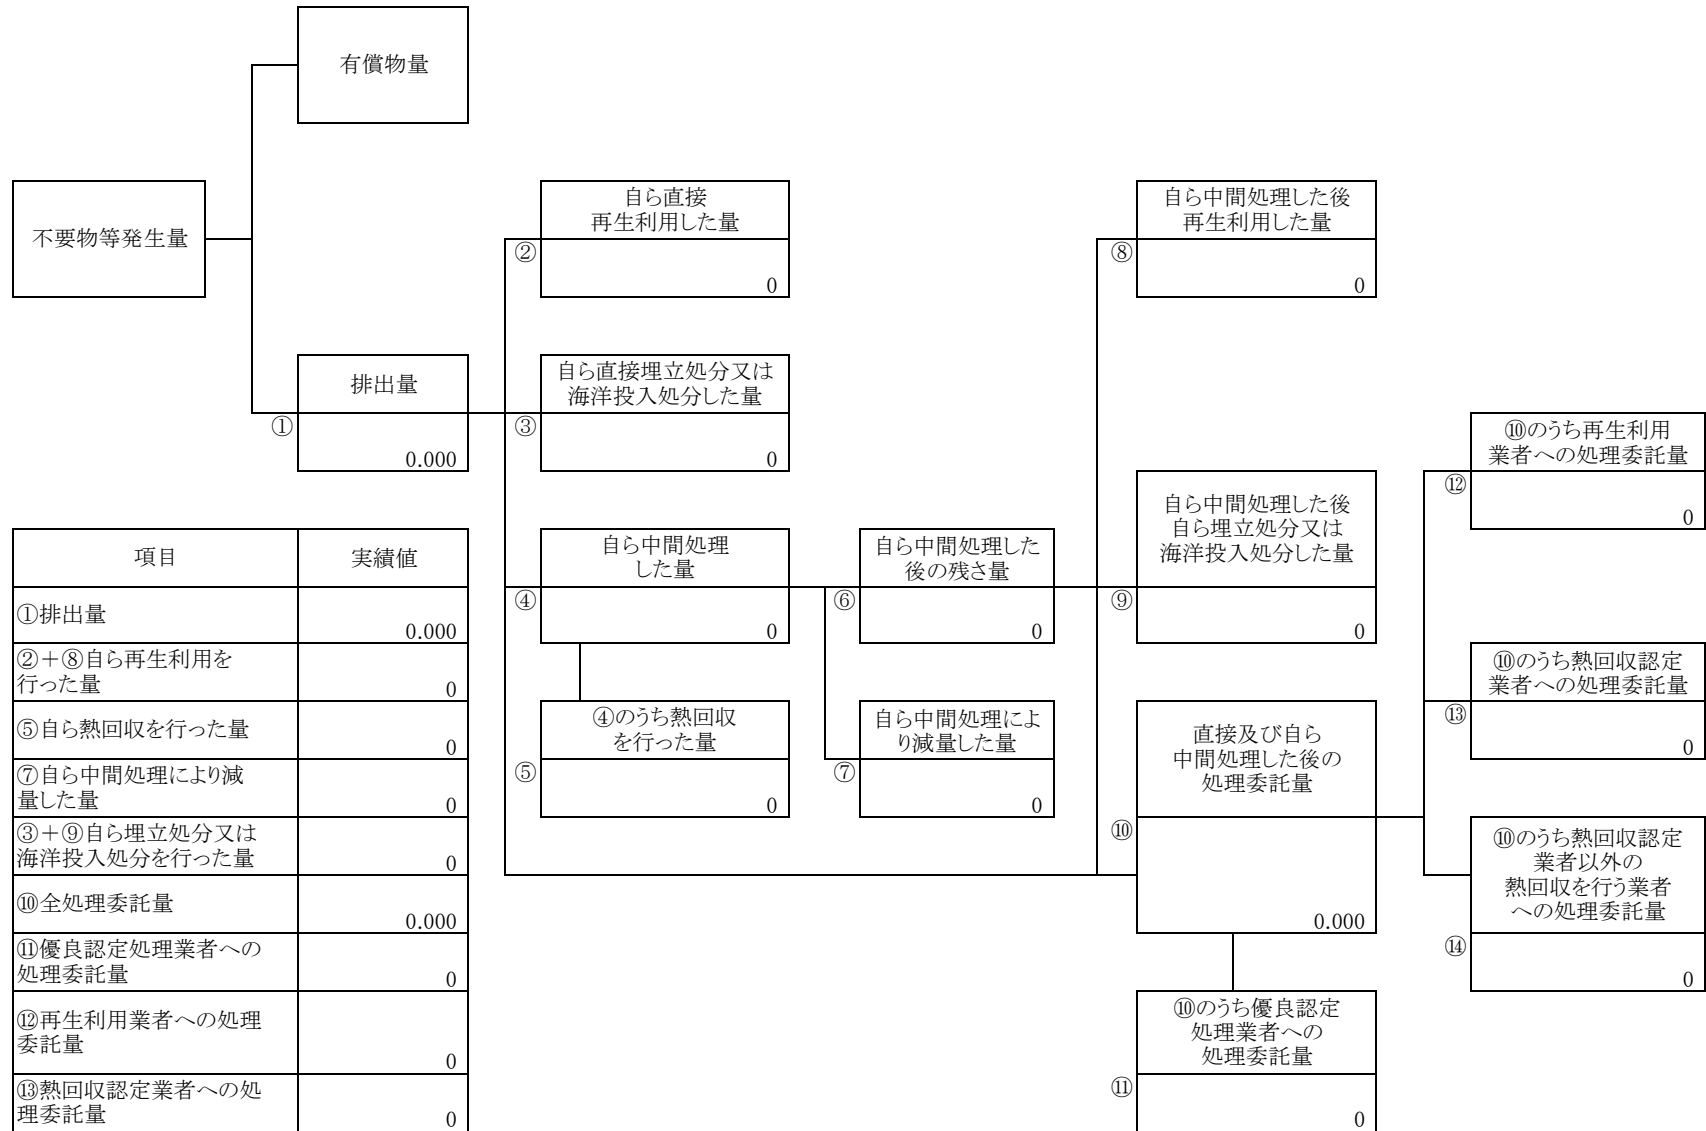 有償物量
不要物等発生量
自ら直接
再生利用した量
②
0
自ら中間処理した後
再生利用した量
⑧
0
排出量
①
0.000
自ら直接埋立処分又は
海洋投入処分した量
③
0
⑩のうち再生利用
業者への処理委託量
⑫
0
自ら中間処理
した量
④
0
自ら中間処理した
後の残さ量
⑥
0
自ら中間処理した後
自ら埋立処分又は
海洋投入処分した量
⑨
0
⑩のうち熱回収認定
業者への処理委託量
⑬
0
④のうち熱回収
を行った量
⑤
0
自ら中間処理によ
り減量した量
⑦
0
直接及び自ら
中間処理した後の
処理委託量
⑩
0.000
⑩のうち熱回収認定
業者以外の
熱回収を行う業者
への処理委託量
⑭
0
⑩のうち優良認定
処理業者への
処理委託量
⑪
0
項目 実績値
①排出量
0.000
②＋⑧自ら再生利用を
行った量 0
⑤自ら熱回収を行った量
0
⑦自ら中間処理により減
量した量 0
③＋⑨自ら埋立処分又は
海洋投入処分を行った量 0
⑩全処理委託量
0.000
⑪優良認定処理業者への
処理委託量 0
⑫再生利用業者への処理
委託量
0
⑬熱回収認定業者への処
理委託量 0